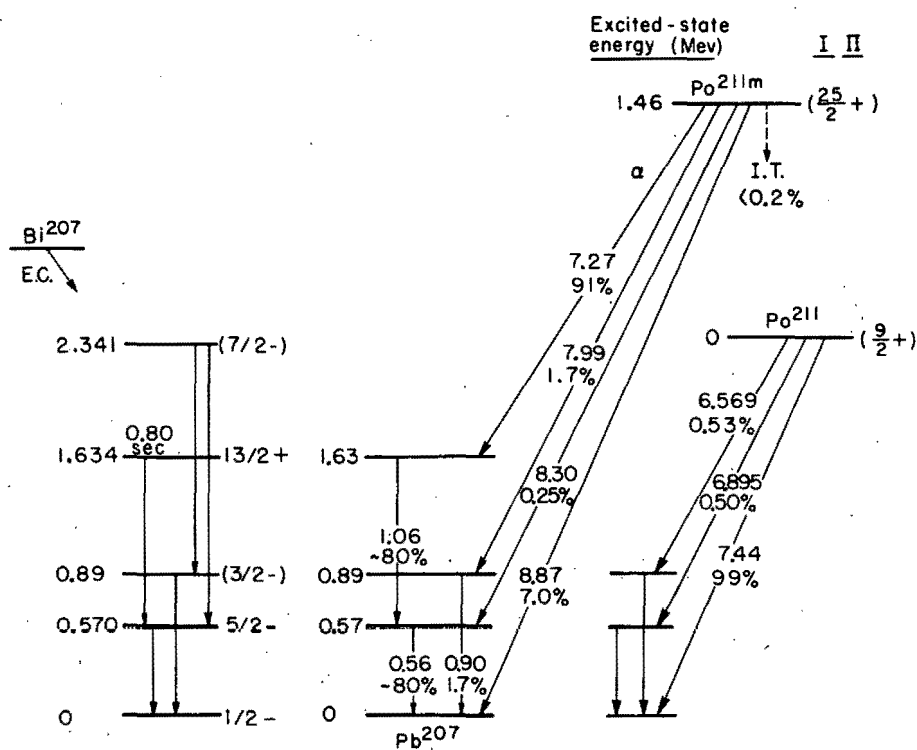 Excited-state
energy (Mev) I Π
Po211m
1.46 (25/2 +)
α
I.T.
<0.2%
Bi207
E.C.
7.27
91%
Po211
0 (9/2 +)
2.341 (7/2-)
7.99
1.7%
6.569
0.53%
0.80
sec
1.634 13/2+
1.63
8.30
0.25%
6.895
0.50%
1.06
~80%
7.44
99%
0.89 (3/2-)
0.89
8.87
7.0%
0.570 5/2-
0.57
0.56
~80%
0.90
1.7%
0 1/2-
0
Pb207